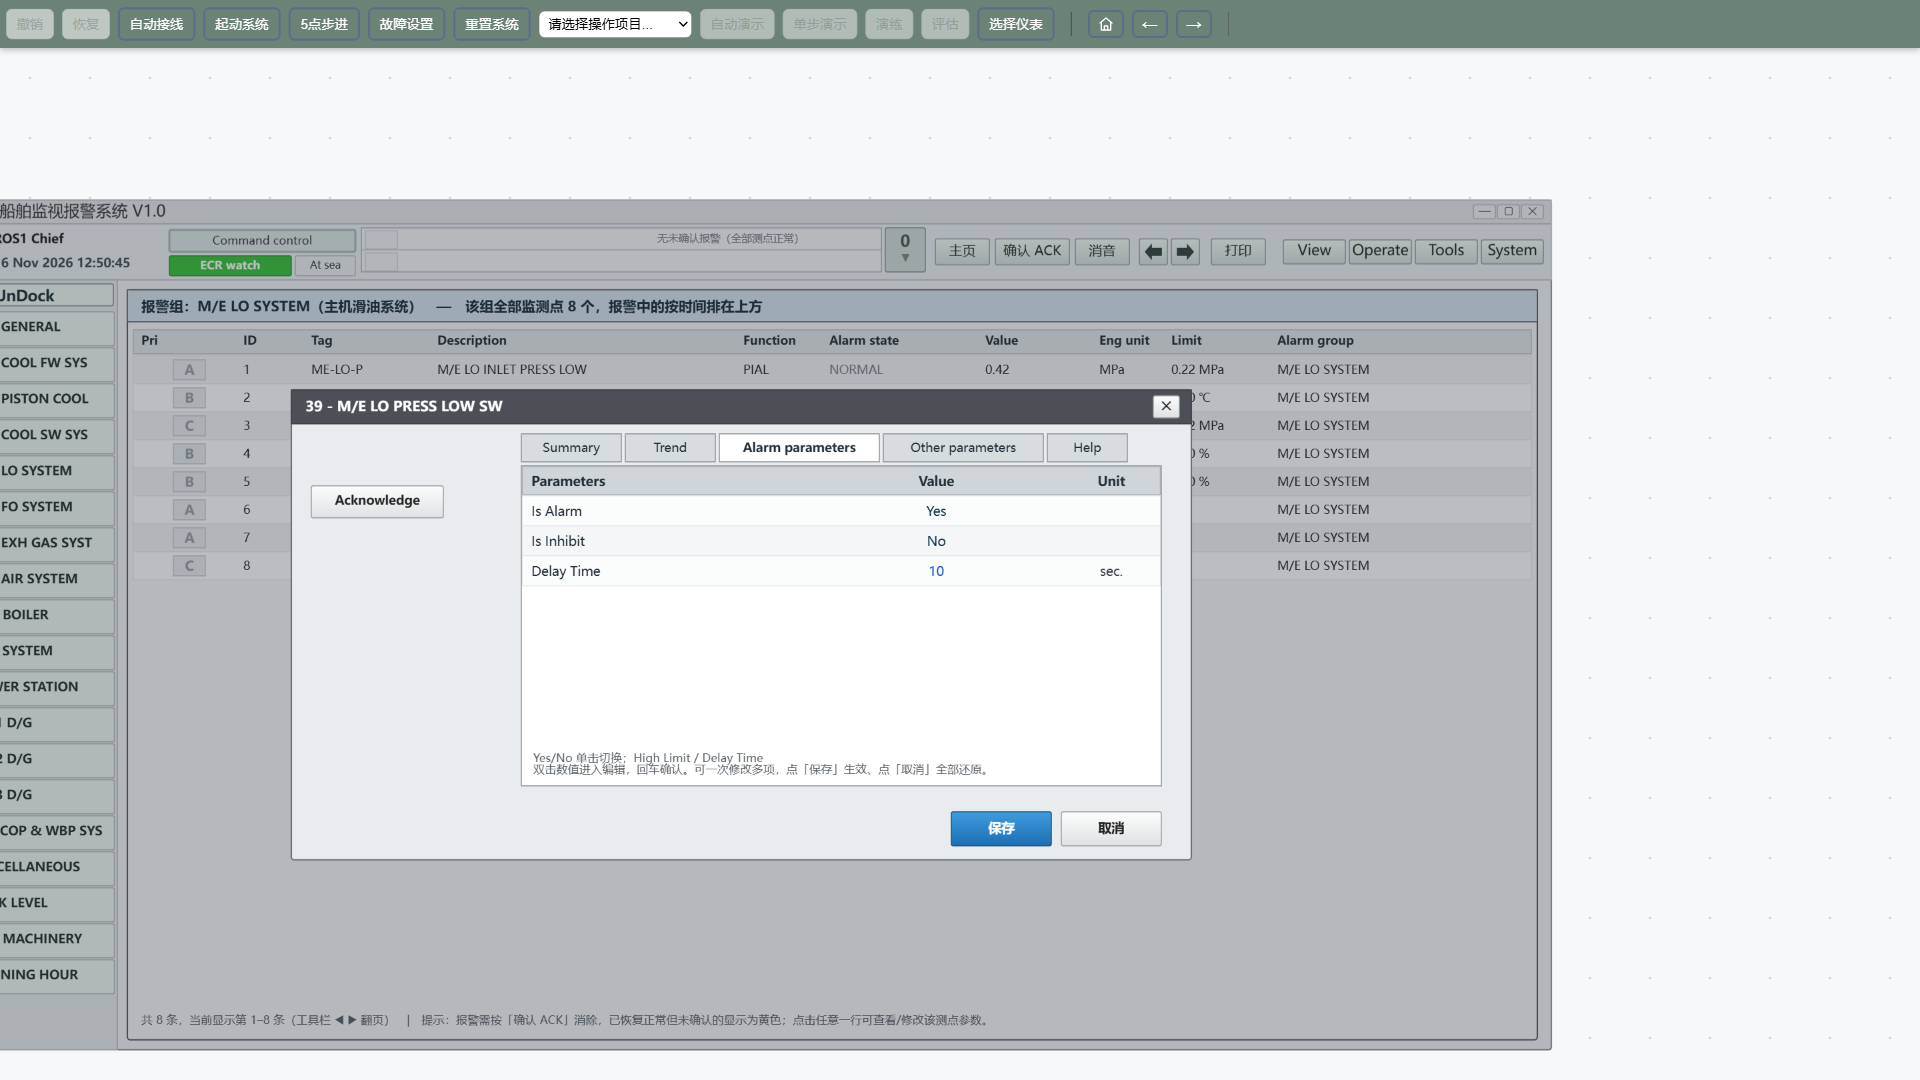 撤销 恢复 自动接线 起动系统 5点步进 故障设置 重置系统 请选择操作项目... 自动演示 单步演示 演练 评估 选择仪表
船舶监视报警系统 V1.0
ROS1 Chief
6 Nov 2026 12:50:45
Command control
ECR watch At sea
无未确认报警（全部测点正常）
0
主页 确认 ACK 消音 打印 View Operate Tools System
UnDock
GENERAL
COOL FW SYS
PISTON COOL
COOL SW SYS
LO SYSTEM
FO SYSTEM
EXH GAS SYST
AIR SYSTEM
BOILER
SYSTEM
ER STATION
D/G
2 D/G
3 D/G
COP & WBP SYS
CELLANEOUS
K LEVEL
MACHINERY
NING HOUR
报警组：M/E LO SYSTEM（主机滑油系统） — 该组全部监测点 8 个，报警中的按时间排在上方
Pri ID Tag Description Function Alarm state Value Eng unit Limit Alarm group
A 1 ME-LO-P M/E LO INLET PRESS LOW PIAL NORMAL 0.42 MPa 0.22 MPa M/E LO SYSTEM
B 2 ℃ M/E LO SYSTEM
C 3 2 MPa M/E LO SYSTEM
B 4 % M/E LO SYSTEM
B 5 % M/E LO SYSTEM
A 6 M/E LO SYSTEM
A 7 M/E LO SYSTEM
C 8 M/E LO SYSTEM
39 - M/E LO PRESS LOW SW
Acknowledge
Summary Trend Alarm parameters Other parameters Help
Parameters Value Unit
Is Alarm Yes
Is Inhibit No
Delay Time 10 sec.
Yes/No 单击切换；High Limit / Delay Time
双击数值进入编辑，回车确认。可一次修改多项，点「保存」生效、点「取消」全部还原。
保存 取消
共 8 条，当前显示第 1–8 条（工具栏 ◀ ▶ 翻页） | 提示：报警需按「确认 ACK」消除，已恢复正常但未确认的显示为黄色；点击任意一行可查看/修改该测点参数。